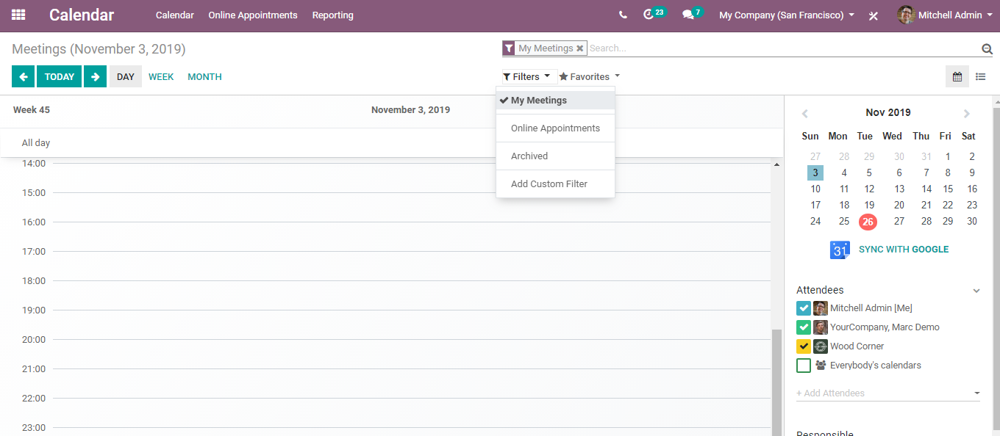 Calendar Calendar Online Appointments Reporting 23 7 My Company (San Francisco) Mitchell Admin
Meetings (November 3, 2019) My Meetings Search...
TODAY DAY WEEK MONTH Filters Favorites
My Meetings
Online Appointments
Archived
Add Custom Filter
Week 45 November 3, 2019
All day
14:00
15:00
16:00
17:00
18:00
19:00
20:00
21:00
22:00
23:00
Nov 2019
Sun Mon Tue Wed Thu Fri Sat
27 28 29 30 31 1 2
3 4 5 6 7 8 9
10 11 12 13 14 15 16
17 18 19 20 21 22 23
24 25 26 27 28 29 30
31 SYNC WITH GOOGLE
Attendees
Mitchell Admin [Me]
YourCompany, Marc Demo
Wood Corner
Everybody's calendars
+ Add Attendees
Responsible